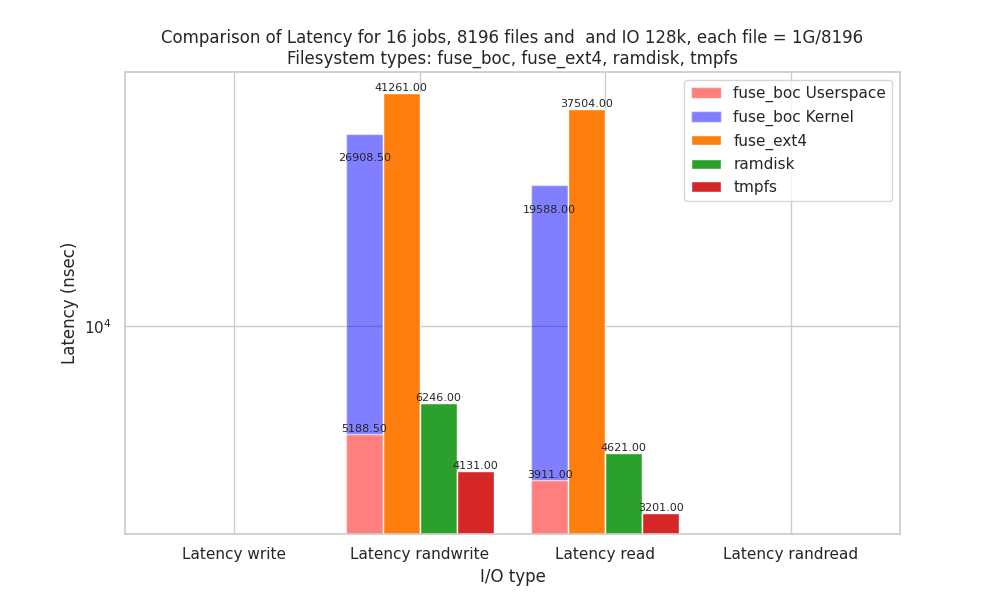 Comparison of Latency for 16 jobs, 8196 files and  and IO 128k, each file = 1G/8196
Filesystem types: fuse_boc, fuse_ext4, ramdisk, tmpfs
fuse_boc Userspace
fuse_boc Kernel
fuse_ext4
ramdisk
tmpfs
41261.00
37504.00
26908.50
19588.00
6246.00
5188.50
4621.00
4131.00
3911.00
3201.00
Latency (nsec)
10⁴
Latency write
Latency randwrite
Latency read
Latency randread
I/O type